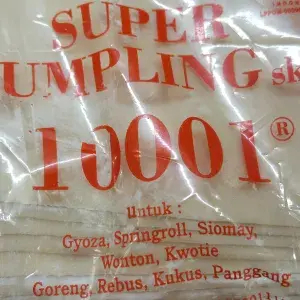 SUPER
UMPLING sk
10001®
untuk :
Gyoza, Springroll, Siomay,
Wonton, Kwotie
Goreng, Rebus, Kukus, Panggang